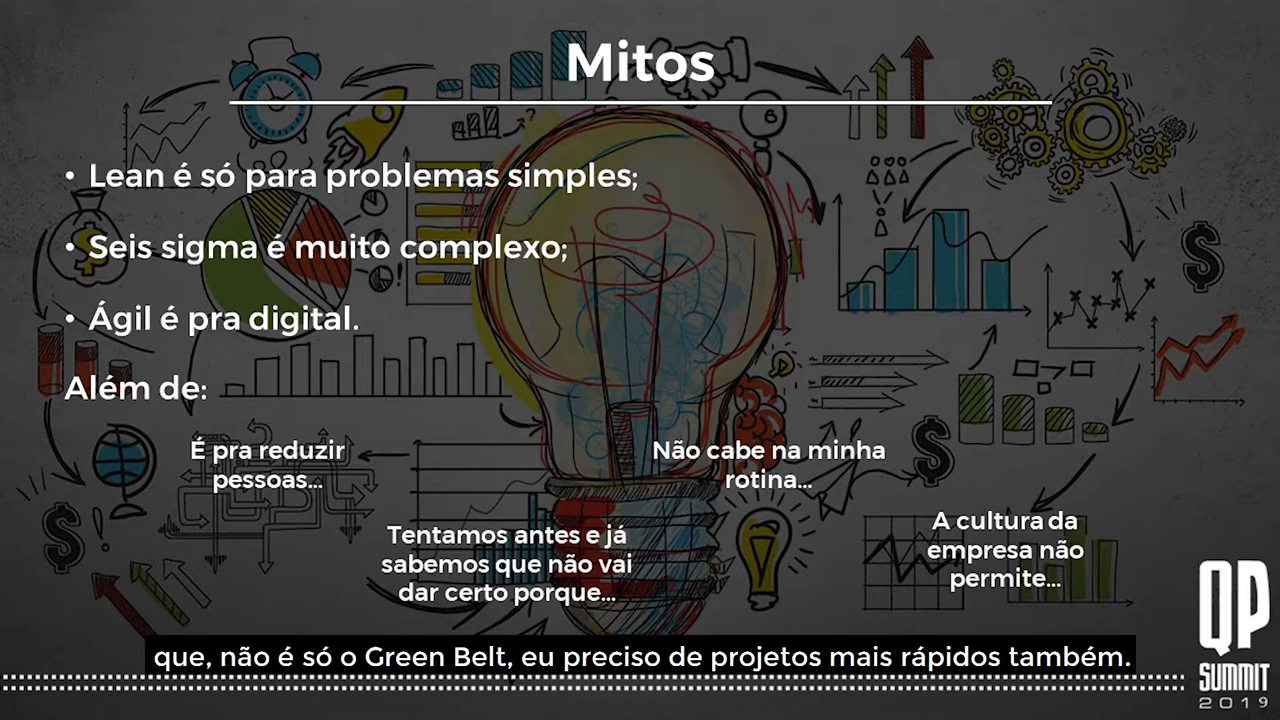 Mitos
• Lean é só para problemas simples;
• Seis sigma é muito complexo;
• Ágil é pra digital.
Além de:
É pra reduzir
pessoas...
Não cabe na minha
rotina...
Tentamos antes e já
sabemos que não vai
dar certo porque...
A cultura da
empresa não
permite...
que, não é só o Green Belt, eu preciso de projetos mais rápidos também.
QP
SUMMIT
2019